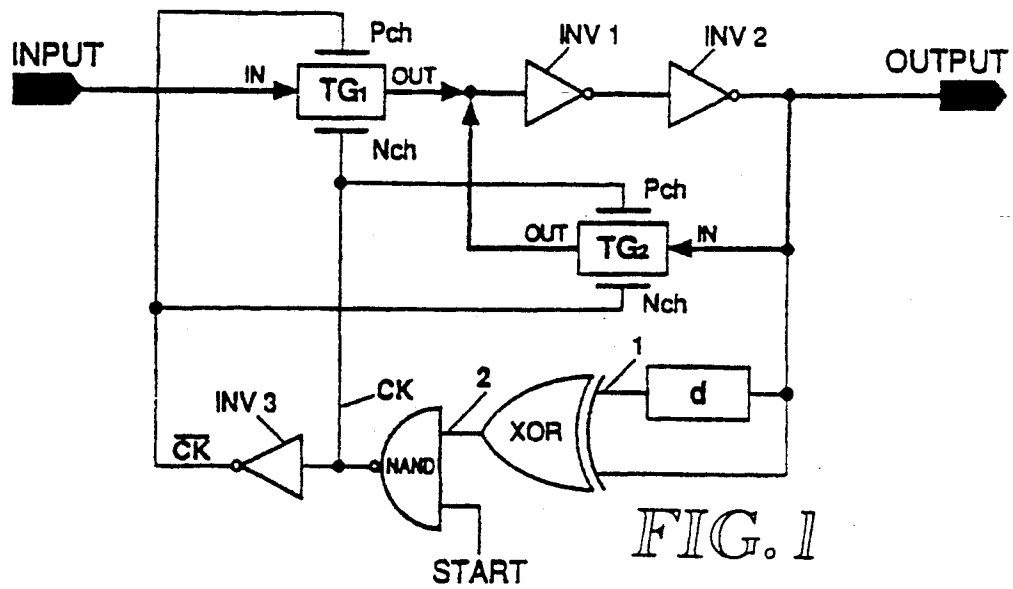 INPUT
Pch
IN
TG1
OUT
Nch
INV 1
INV 2
OUTPUT
Pch
OUT
TG2
IN
Nch
1
d
2
XOR
CK
INV 3
C̅K̅
NAND
START
FIG. 1